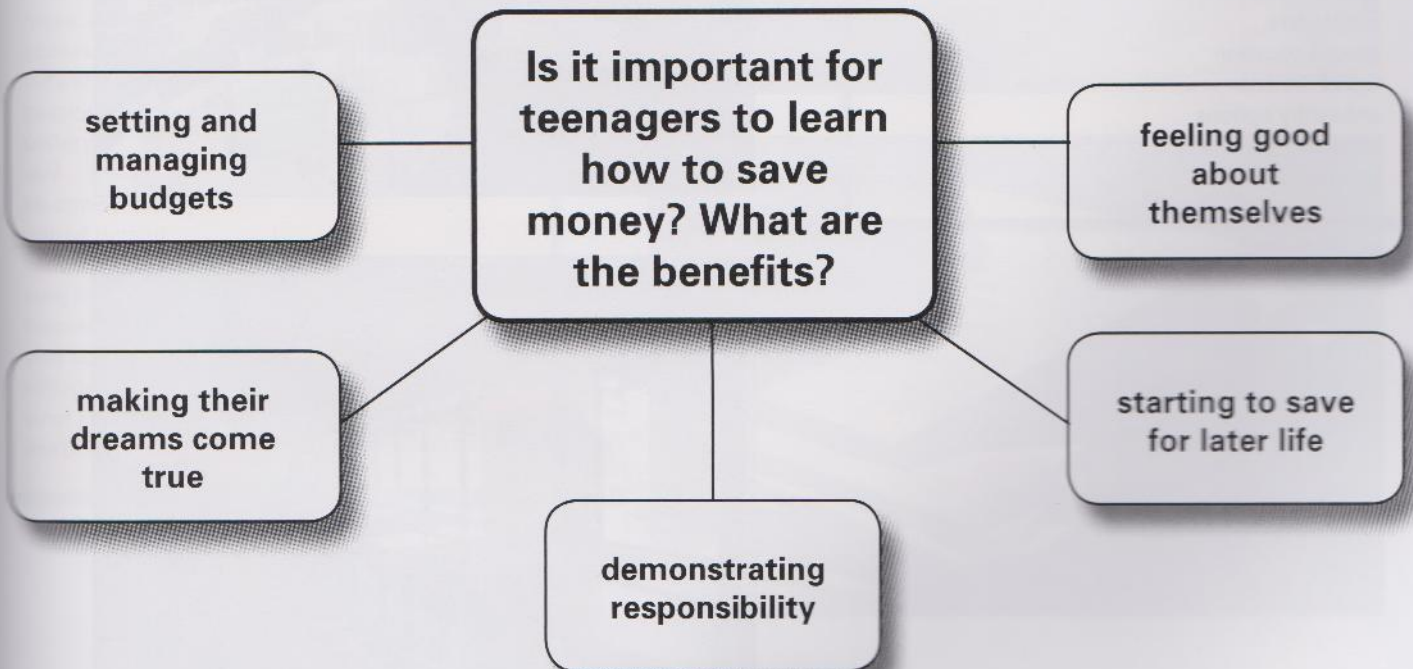 Is it important for
teenagers to learn
how to save
money? What are
the benefits?
setting and
managing
budgets
feeling good
about
themselves
making their
dreams come
true
starting to save
for later life
demonstrating
responsibility